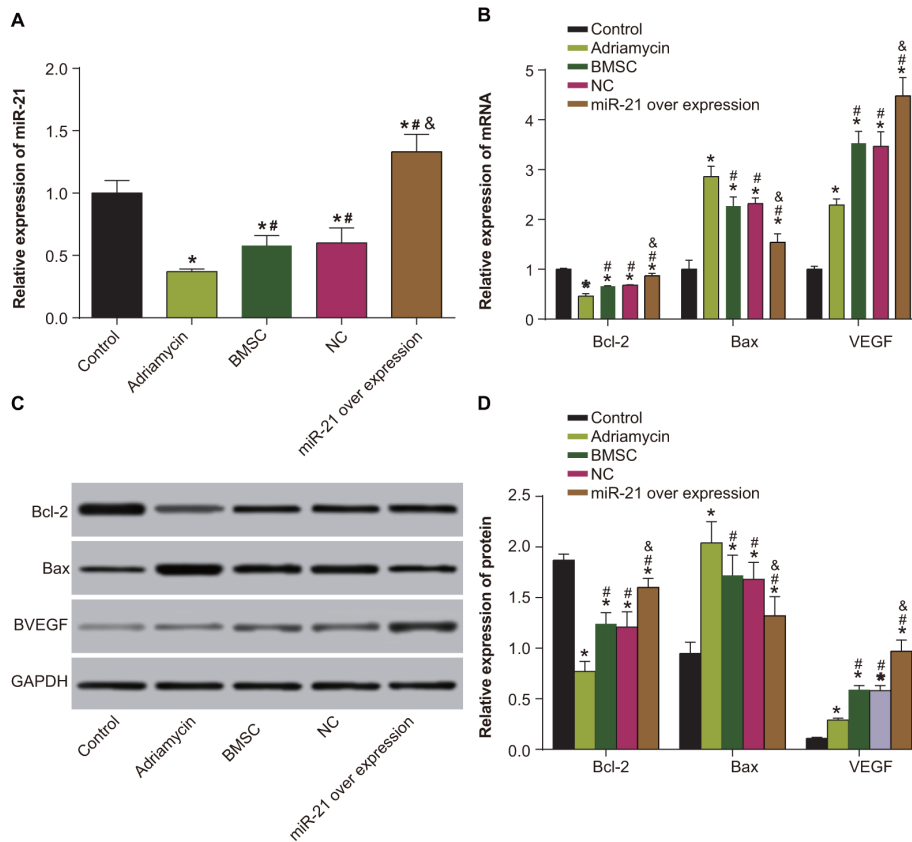 A
Relative expression of miR-21
2.0
1.5
1.0
0.5
0.0
* # &
*
* #
* #
Control
Adriamycin
BMSC
NC
miR-21 over expression
B
Control
Adriamycin
BMSC
NC
miR-21 over expression
Relative expression of mRNA
5
4
3
2
1
0
*
#
*
#
*
&
#
*
*
#
*
#
*
&
#
*
*
#
*
#
*
&
#
*
Bcl-2
Bax
VEGF
C
Bcl-2
Bax
BVEGF
GAPDH
Control
Adriamycin
BMSC
NC
miR-21 over expression
D
Control
Adriamycin
BMSC
NC
miR-21 over expression
Relative expression of protein
2.5
2.0
1.5
1.0
0.5
0.0
*
#
*
#
*
&
#
*
*
#
*
#
*
&
#
*
*
#
*
#
*
&
#
*
Bcl-2
Bax
VEGF